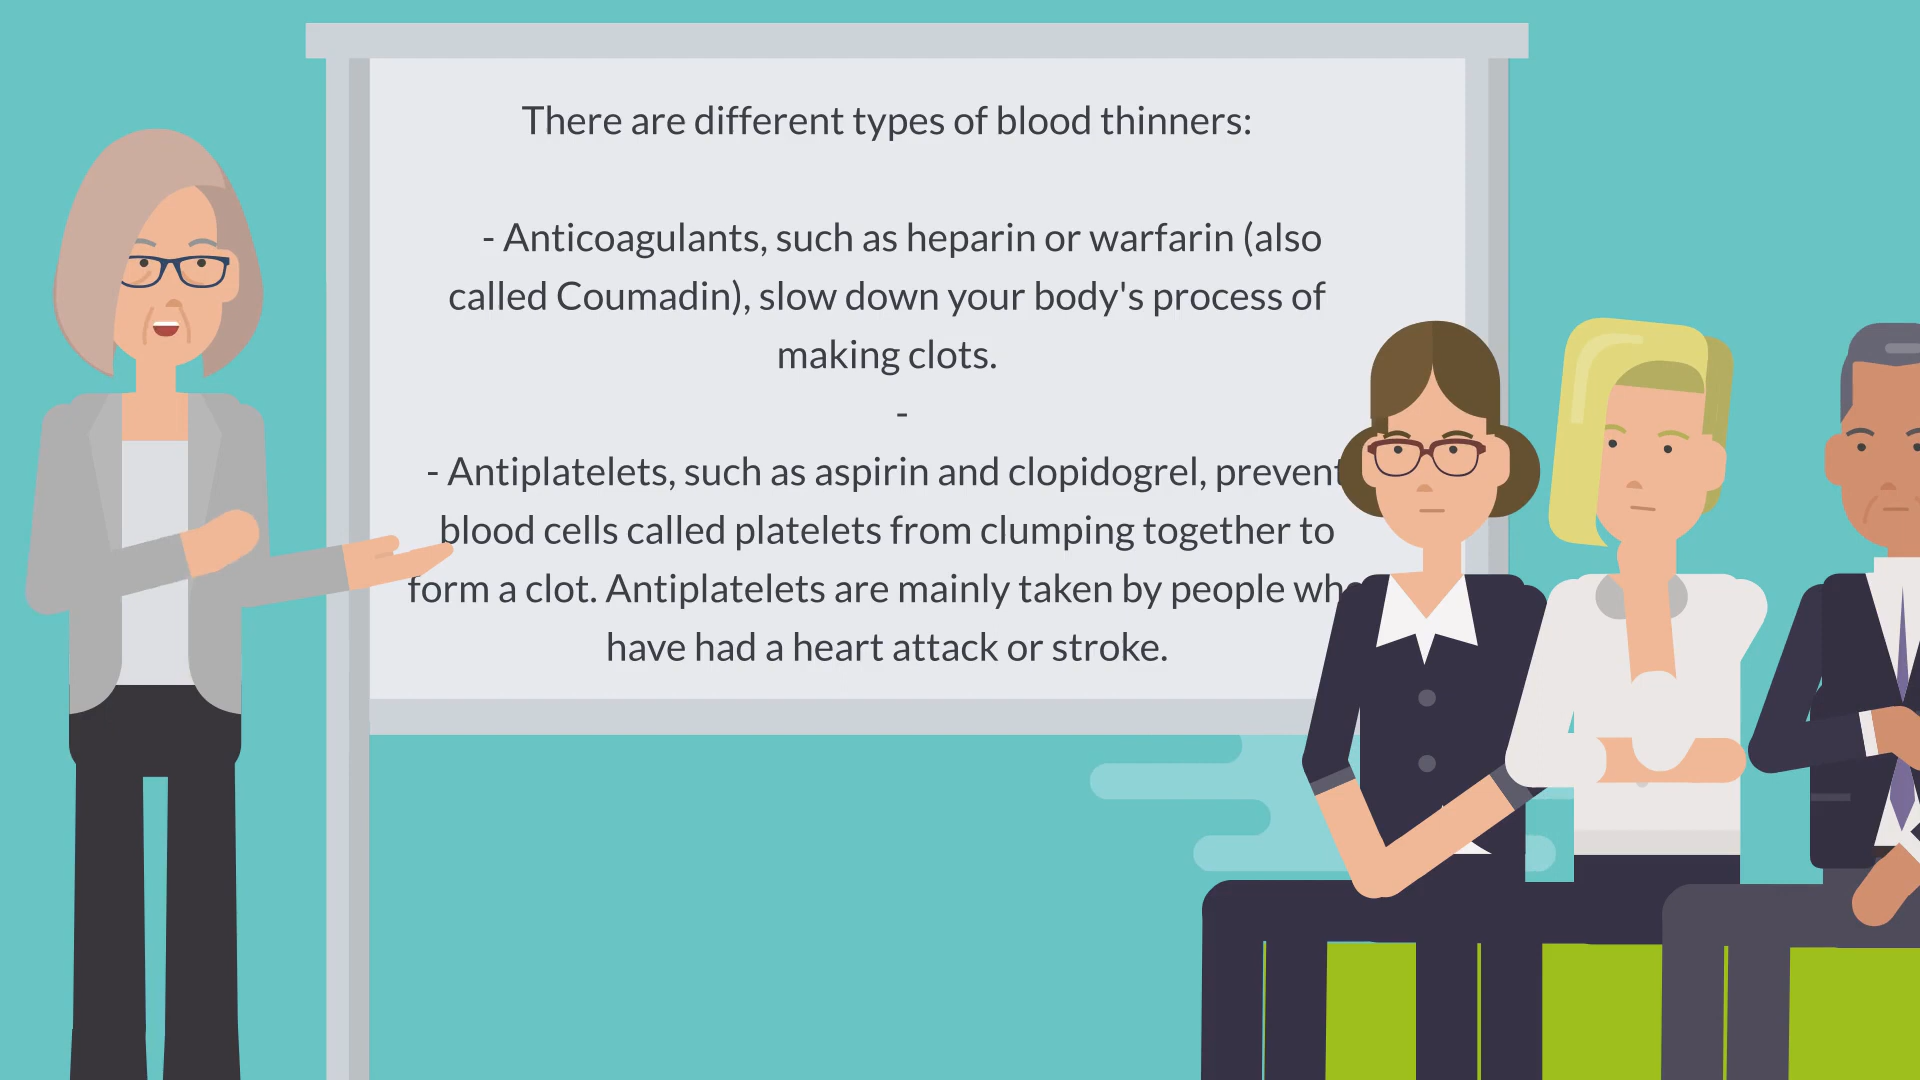 There are different types of blood thinners:
- Anticoagulants, such as heparin or warfarin (also
called Coumadin), slow down your body's process of
making clots.
-
- Antiplatelets, such as aspirin and clopidogrel, prevent
blood cells called platelets from clumping together to
form a clot. Antiplatelets are mainly taken by people who
have had a heart attack or stroke.